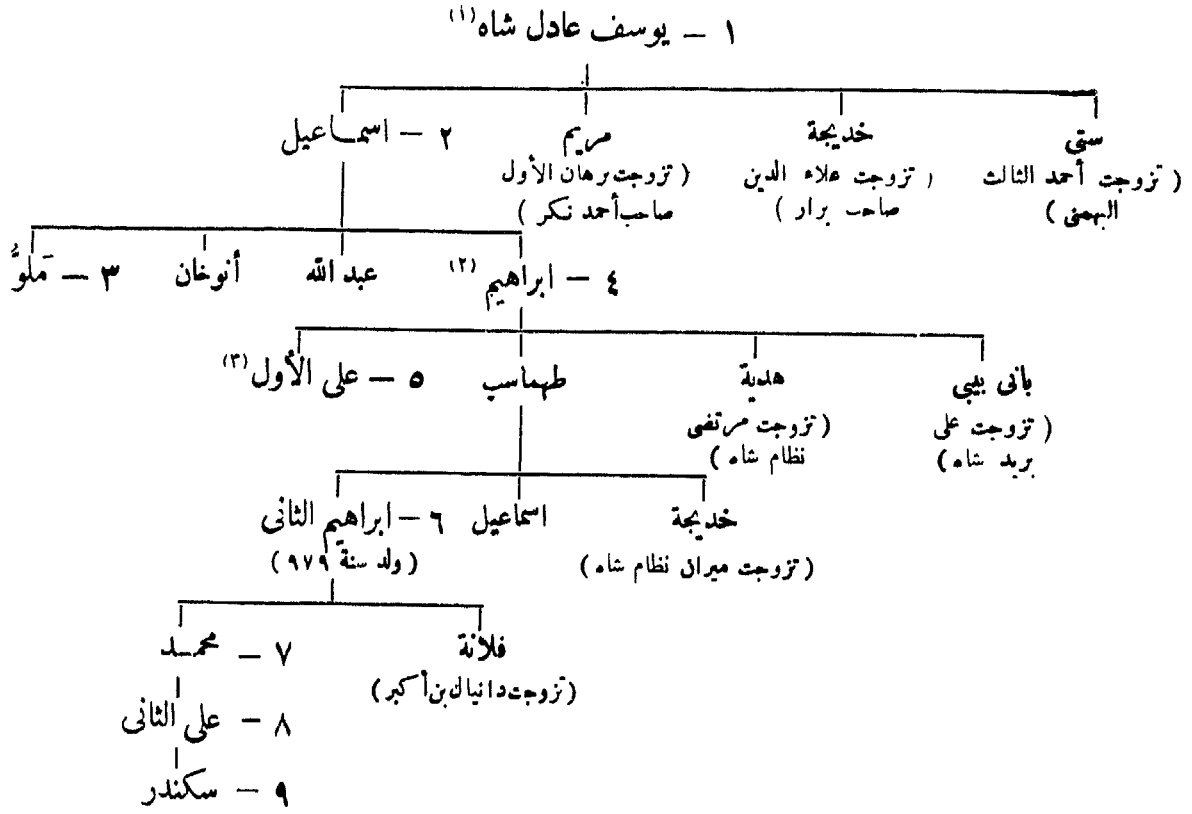 ١ – يوسف عادل شاه (١)
ستى
(تزوجت أحمد الثالث
البهمنى)
خديجة
(تزوجت علاء الدين
صاحب برار)
مريم
(تزوجت برهان الأول
صاحب أحمد نكر)
٢ – اسماعيل
٤ – ابراهيم (٢)
عبد الله
أنوخان
٣ – مَلُوُّ
بانى بيبى
(تزوجت على
بريد شاه)
هدية
(تزوجت مرتضى
نظام شاه)
طهماسب
٥ – على الأول (٣)
خديجة
(تزوجت ميران نظام شاه)
اسماعيل
٦ – ابراهيم الثانى
(ولد سنة ٩٧٩)
فلانة
(تزوجت دانيال بن أكبر)
٧ – محمد
٨ – على الثانى
٩ – سكندر